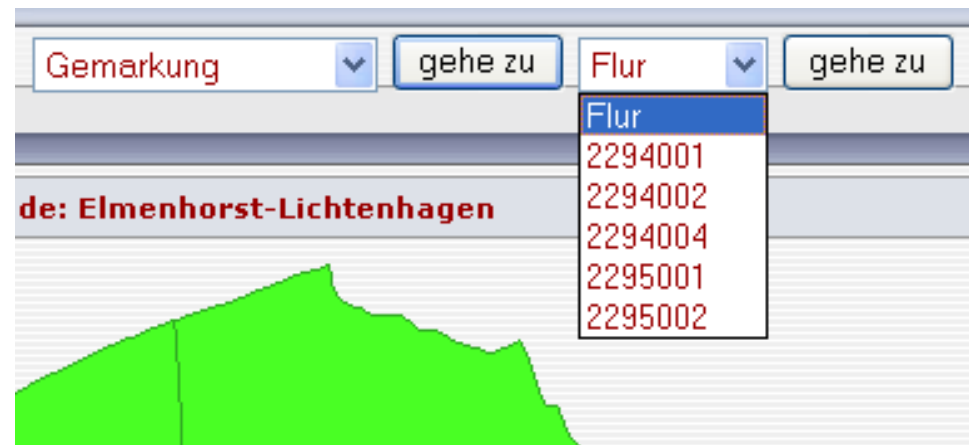 Gemarkung gehe zu Flur gehe zu
Flur
2294001
de: Elmenhorst-Lichtenhagen
2294002
2294004
2295001
2295002